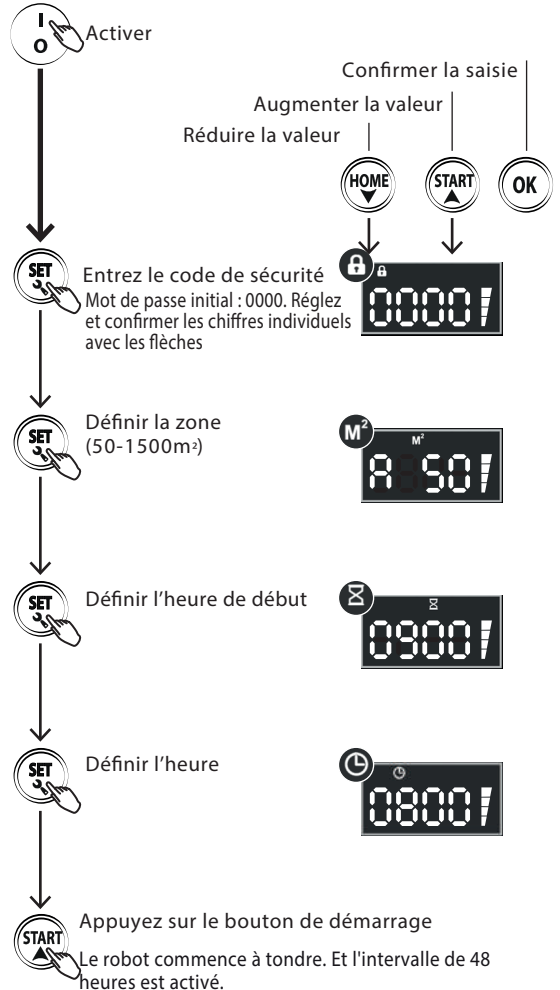 I
O
Activer
Confirmer la saisie
Augmenter la valeur
Réduire la valeur
HOME
START
OK
SET
Entrez le code de sécurité
Mot de passe initial : 0000. Réglez
et confirmer les chiffres individuels
avec les flèches
0000
SET
Définir la zone
(50-1500m²)
M²
M²
A 50
SET
Définir l’heure de début
0900
SET
Définir l’heure
0800
START
Appuyez sur le bouton de démarrage
Le robot commence à tondre. Et l'intervalle de 48
heures est activé.